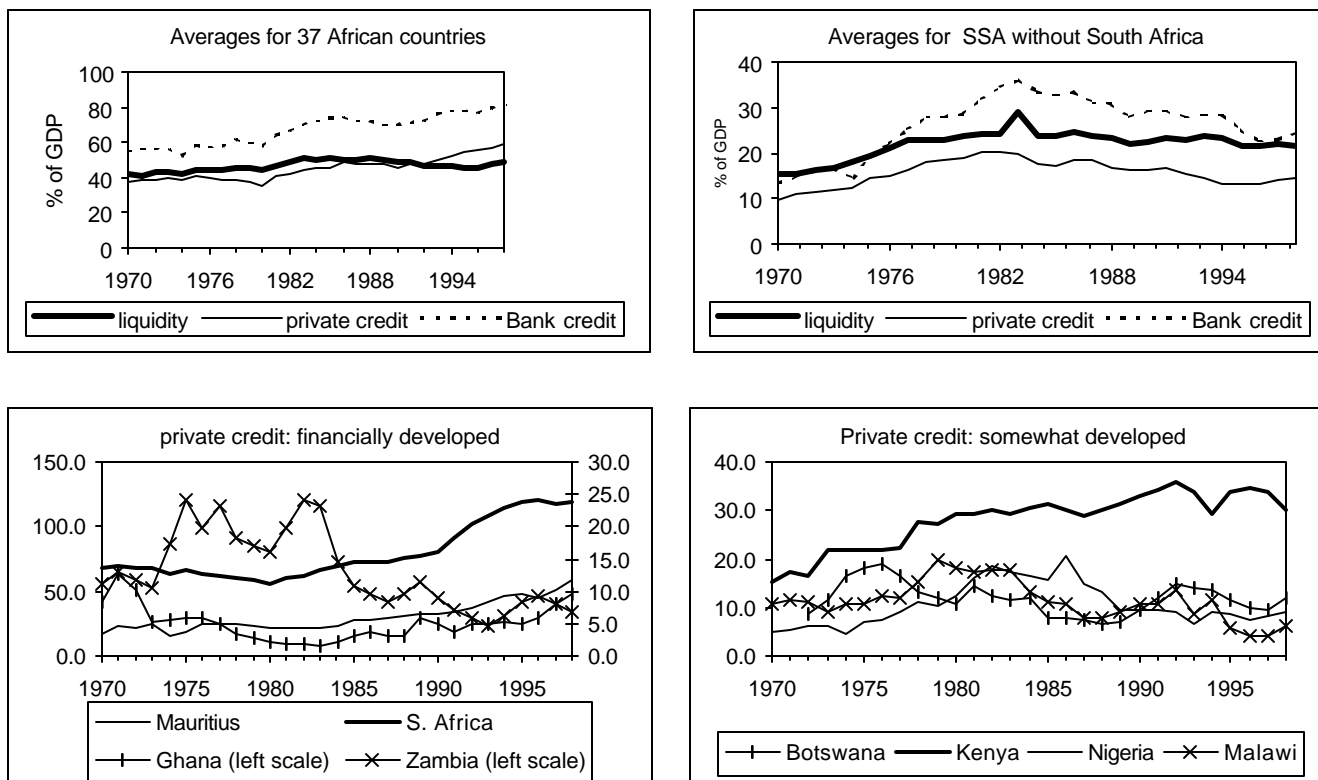 Averages for 37 African countries
100
80
60
40
20
0
% of GDP
1970 1976 1982 1988 1994
liquidity private credit Bank credit
Averages for SSA without South Africa
40
30
20
10
0
% of GDP
1970 1976 1982 1988 1994
liquidity private credit Bank credit
private credit: financially developed
150.0
100.0
50.0
0.0
30.0
25.0
20.0
15.0
10.0
5.0
0.0
1970 1975 1980 1985 1990 1995
Mauritius S. Africa
Ghana (left scale) Zambia (left scale)
Private credit: somewhat developed
40.0
30.0
20.0
10.0
0.0
1970 1975 1980 1985 1990 1995
Botswana Kenya Nigeria Malawi